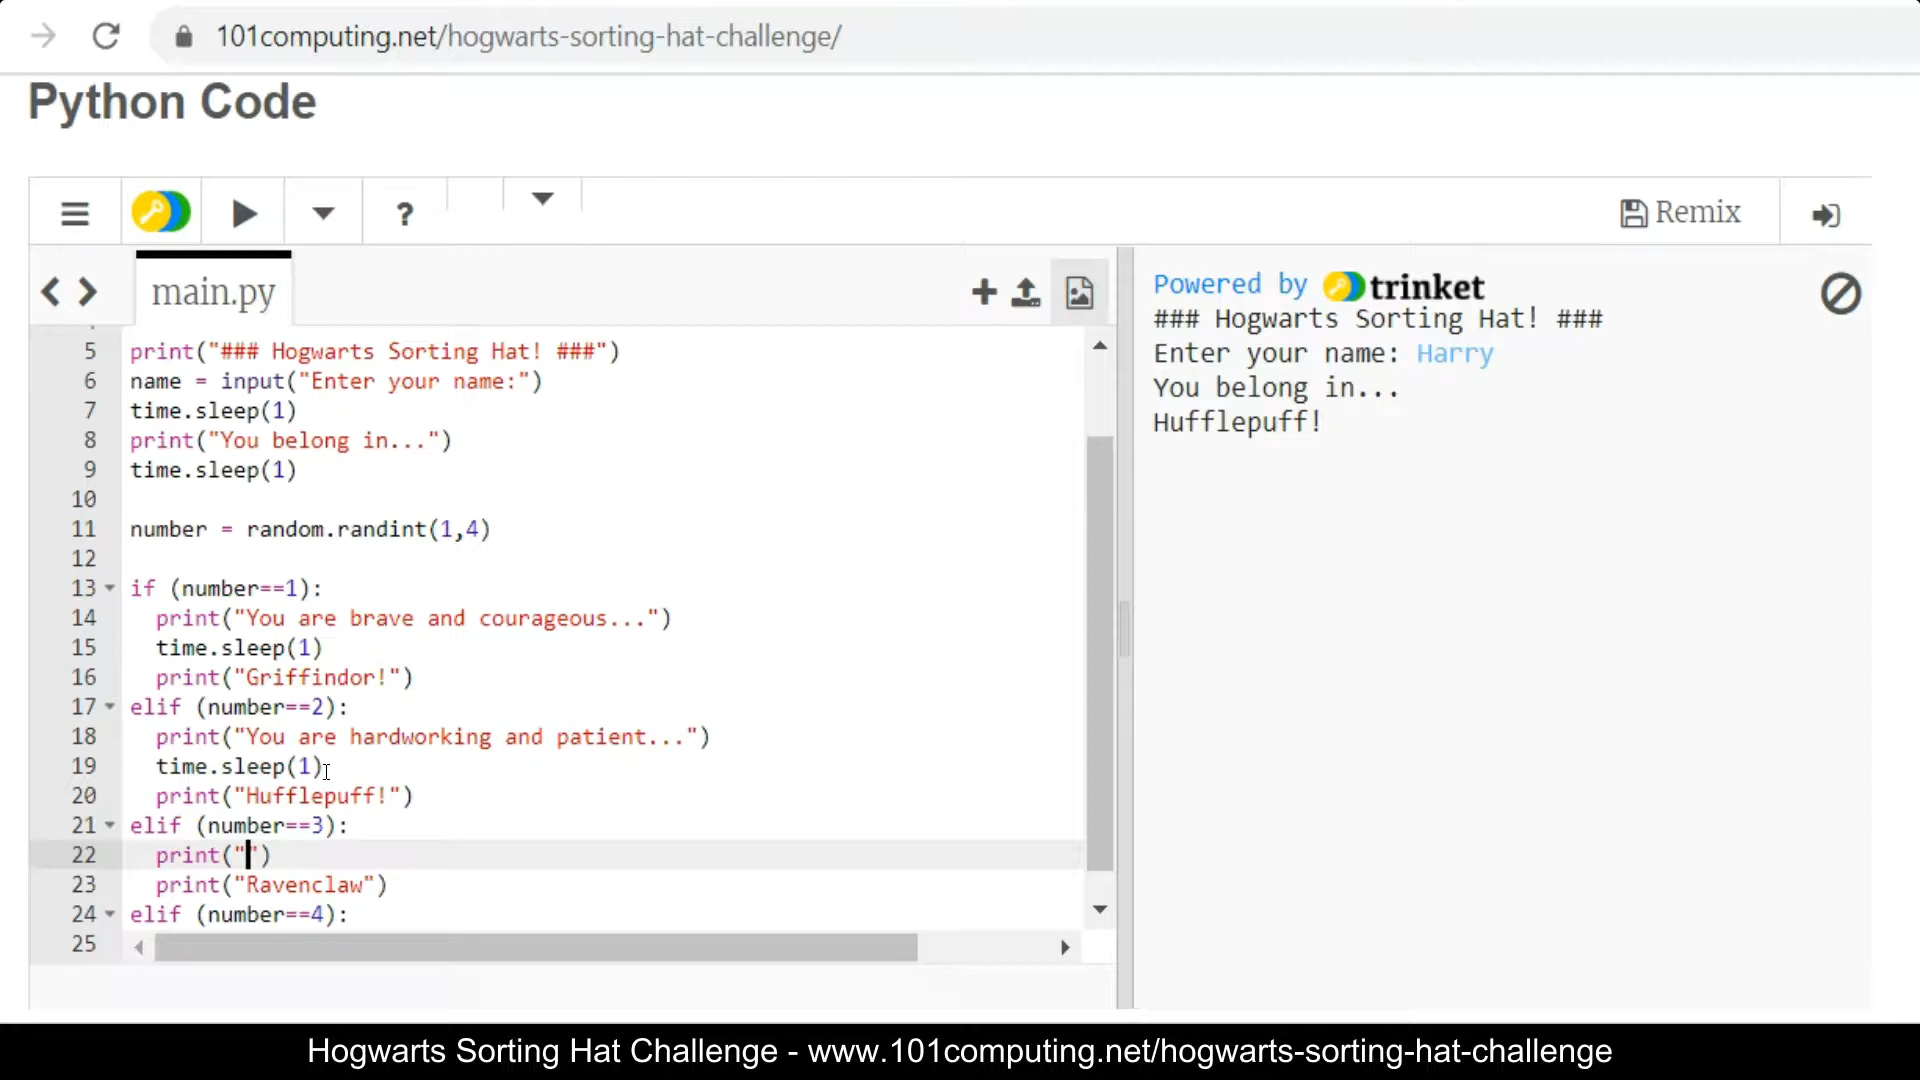 101computing.net/hogwarts-sorting-hat-challenge/
Python Code
? Remix
main.py
5 print("### Hogwarts Sorting Hat! ###")
6 name = input("Enter your name:")
7 time.sleep(1)
8 print("You belong in...")
9 time.sleep(1)
10
11 number = random.randint(1,4)
12
13 if (number==1):
14 print("You are brave and courageous...")
15 time.sleep(1)
16 print("Griffindor!")
17 elif (number==2):
18 print("You are hardworking and patient...")
19 time.sleep(1)
20 print("Hufflepuff!")
21 elif (number==3):
22 print("")
23 print("Ravenclaw")
24 elif (number==4):
25
Powered by trinket
### Hogwarts Sorting Hat! ###
Enter your name: Harry
You belong in...
Hufflepuff!
Hogwarts Sorting Hat Challenge - www.101computing.net/hogwarts-sorting-hat-challenge